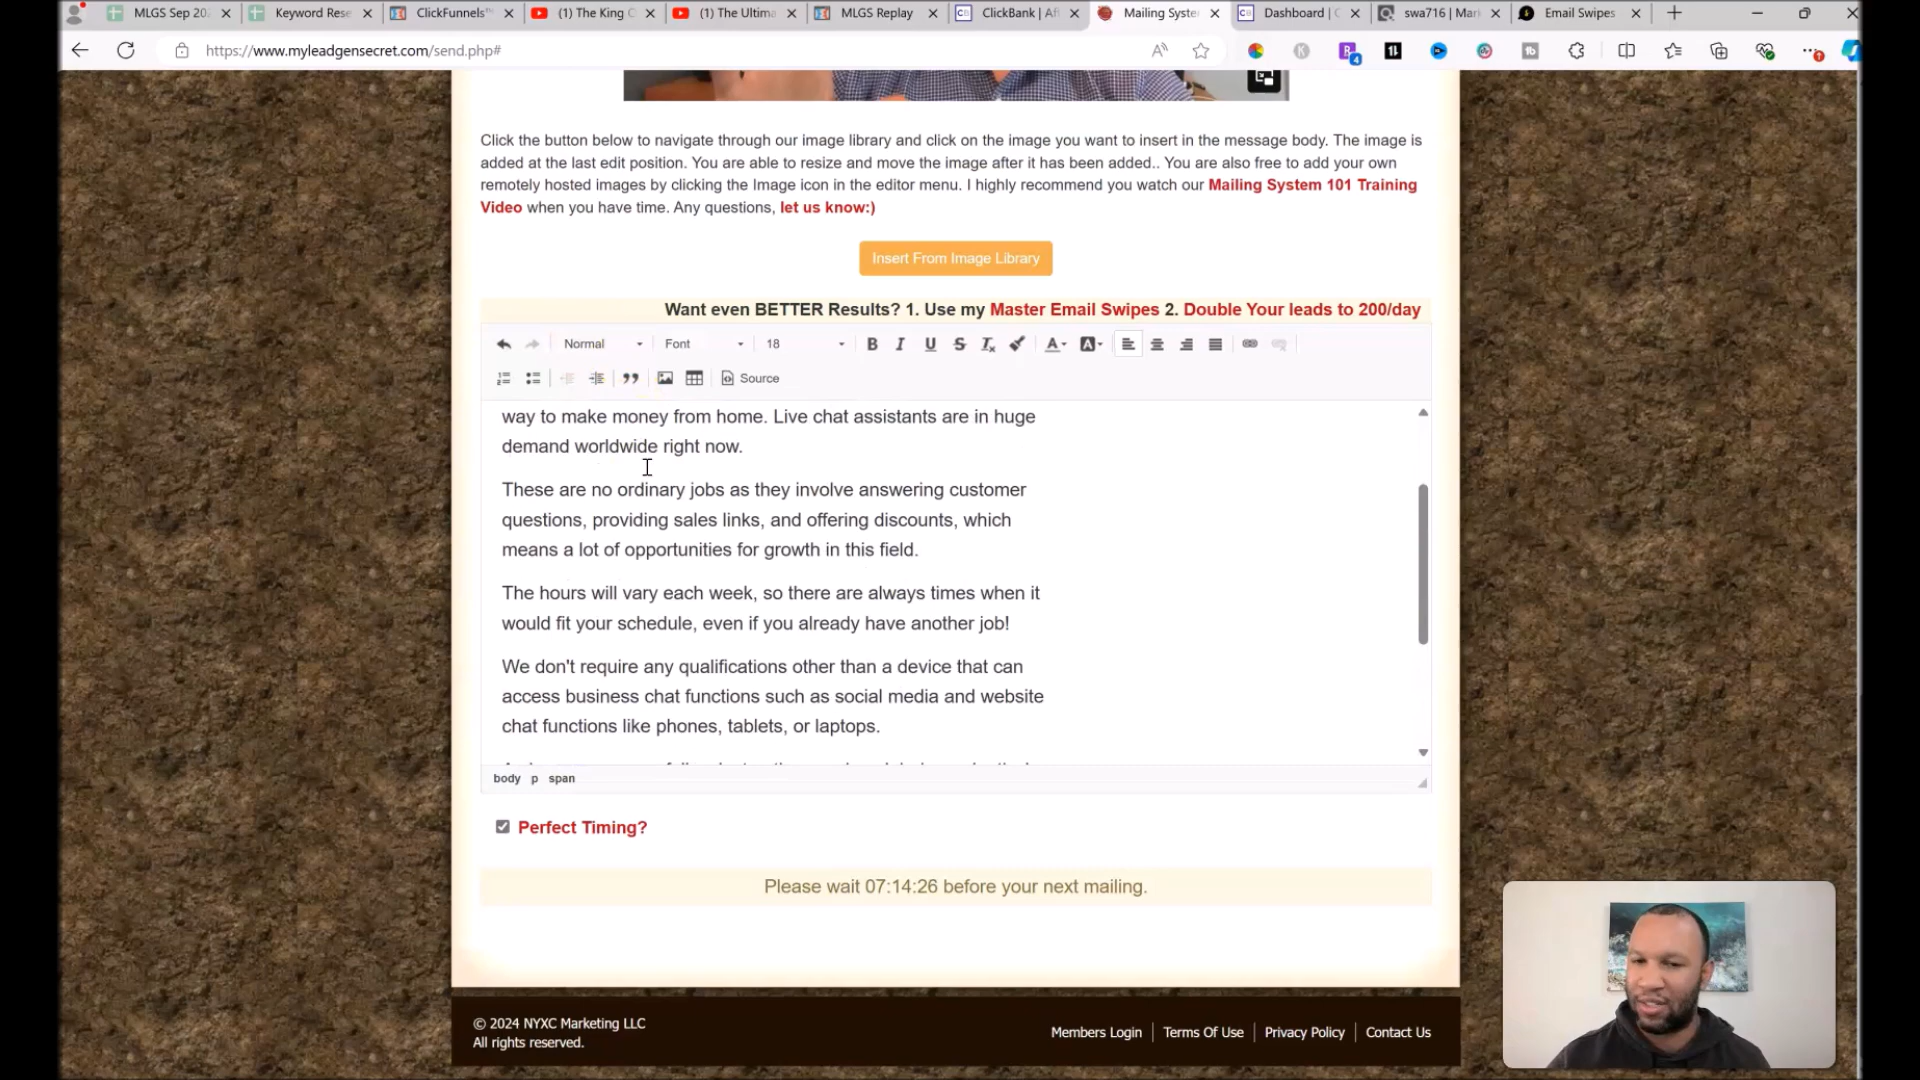 MLGS Sep 20
Keyword Rese
ClickFunnels™
(1) The King C
(1) The Ultima
MLGS Replay
ClickBank | Af
Mailing Syste
Dashboard | C
swa716 | Mar
Email Swipes
https://www.myleadgensecret.com/send.php#
Click the button below to navigate through our image library and click on the image you want to insert in the message body. The image is
added at the last edit position. You are able to resize and move the image after it has been added.. You are also free to add your own
remotely hosted images by clicking the Image icon in the editor menu. I highly recommend you watch our Mailing System 101 Training
Video when you have time. Any questions, let us know:)
Insert From Image Library
Want even BETTER Results? 1. Use my Master Email Swipes 2. Double Your leads to 200/day
Normal Font 18
Source
way to make money from home. Live chat assistants are in huge
demand worldwide right now.
These are no ordinary jobs as they involve answering customer
questions, providing sales links, and offering discounts, which
means a lot of opportunities for growth in this field.
The hours will vary each week, so there are always times when it
would fit your schedule, even if you already have another job!
We don't require any qualifications other than a device that can
access business chat functions such as social media and website
chat functions like phones, tablets, or laptops.
body p span
Perfect Timing?
Please wait 07:14:26 before your next mailing.
© 2024 NYXC Marketing LLC
All rights reserved.
Members Login
Terms Of Use
Privacy Policy
Contact Us